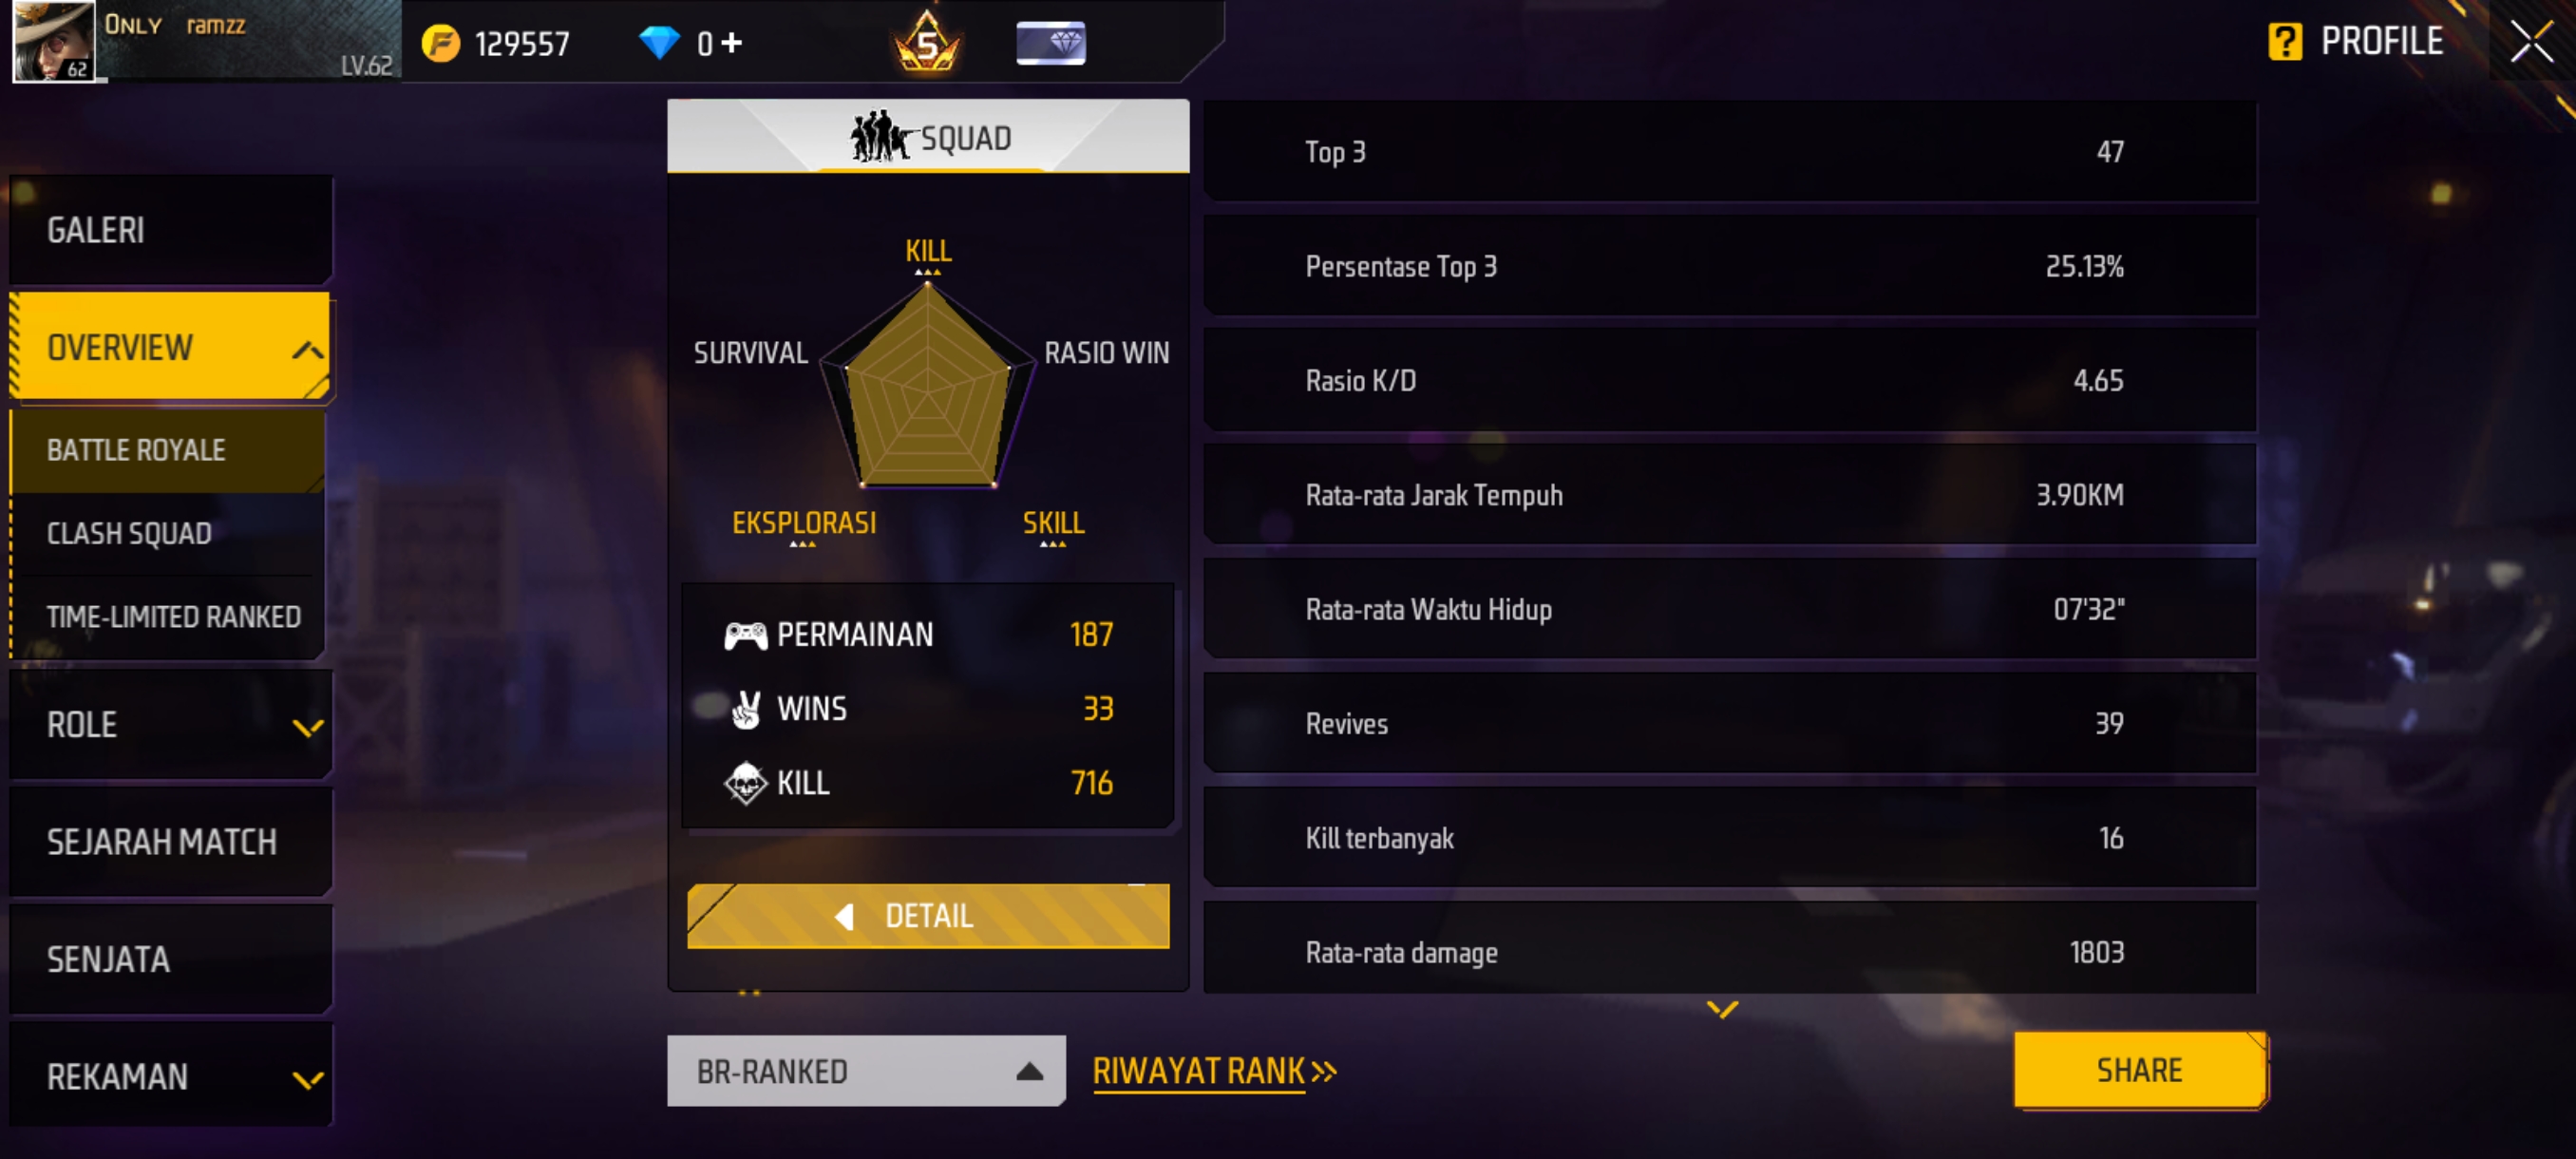 ONLY ramzz
62
LV.62
129557
0+
5
? PROFILE
GALERI
OVERVIEW
BATTLE ROYALE
CLASH SQUAD
TIME-LIMITED RANKED
ROLE
SEJARAH MATCH
SENJATA
REKAMAN
SQUAD
KILL
SURVIVAL
RASIO WIN
EKSPLORASI
SKILL
PERMAINAN 187
WINS 33
KILL 716
DETAIL
BR-RANKED
RIWAYAT RANK
Top 3 47
Persentase Top 3 25.13%
Rasio K/D 4.65
Rata-rata Jarak Tempuh 3.90KM
Rata-rata Waktu Hidup 07'32"
Revives 39
Kill terbanyak 16
Rata-rata damage 1803
SHARE